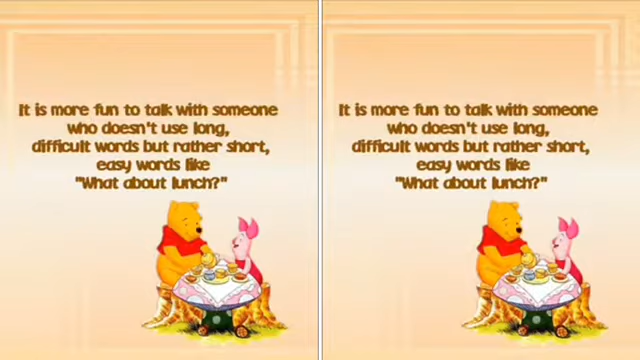 It is more fun to talk with someone
who doesn't use long,
difficult words but rather short,
easy words like
"What about lunch?"
It is more fun to talk with someone
who doesn't use long,
difficult words but rather short,
easy words like
"What about lunch?"